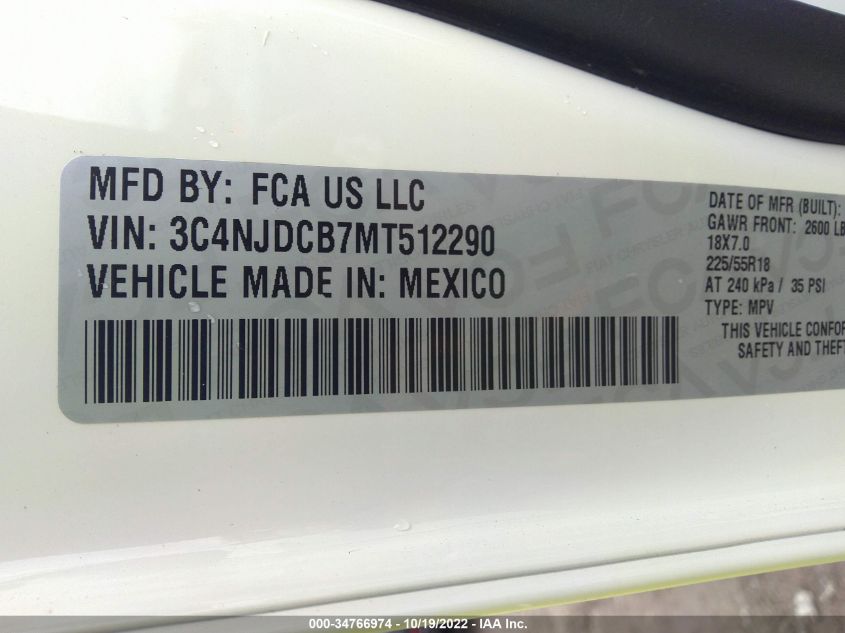 MFD BY: FCA US LLC
VIN: 3C4NJDCB7MT512290
VEHICLE MADE IN: MEXICO
DATE OF MFR (BUILT):
GAWR FRONT: 2600 LB
18X7.0
225/55R18
AT 240 kPa / 35 PSI
TYPE: MPV
THIS VEHICLE CONFOR
SAFETY AND THEFT
000-34766974 - 10/19/2022 - IAA Inc.